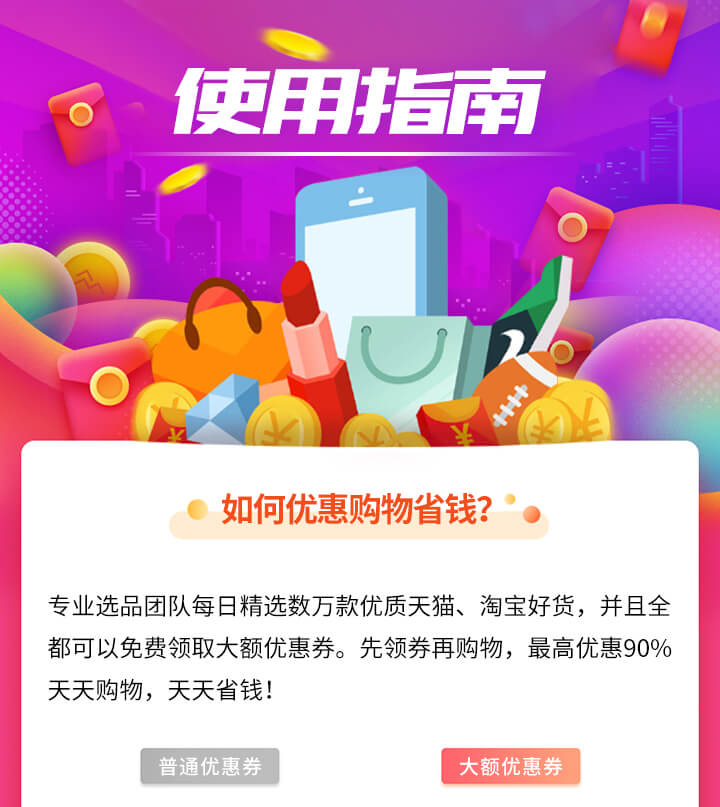 使用指南
如何优惠购物省钱?
专业选品团队每日精选数万款优质天猫、淘宝好货，并且全
都可以免费领取大额优惠券。先领券再购物，最高优惠90%
天天购物，天天省钱！
普通优惠券
大额优惠券